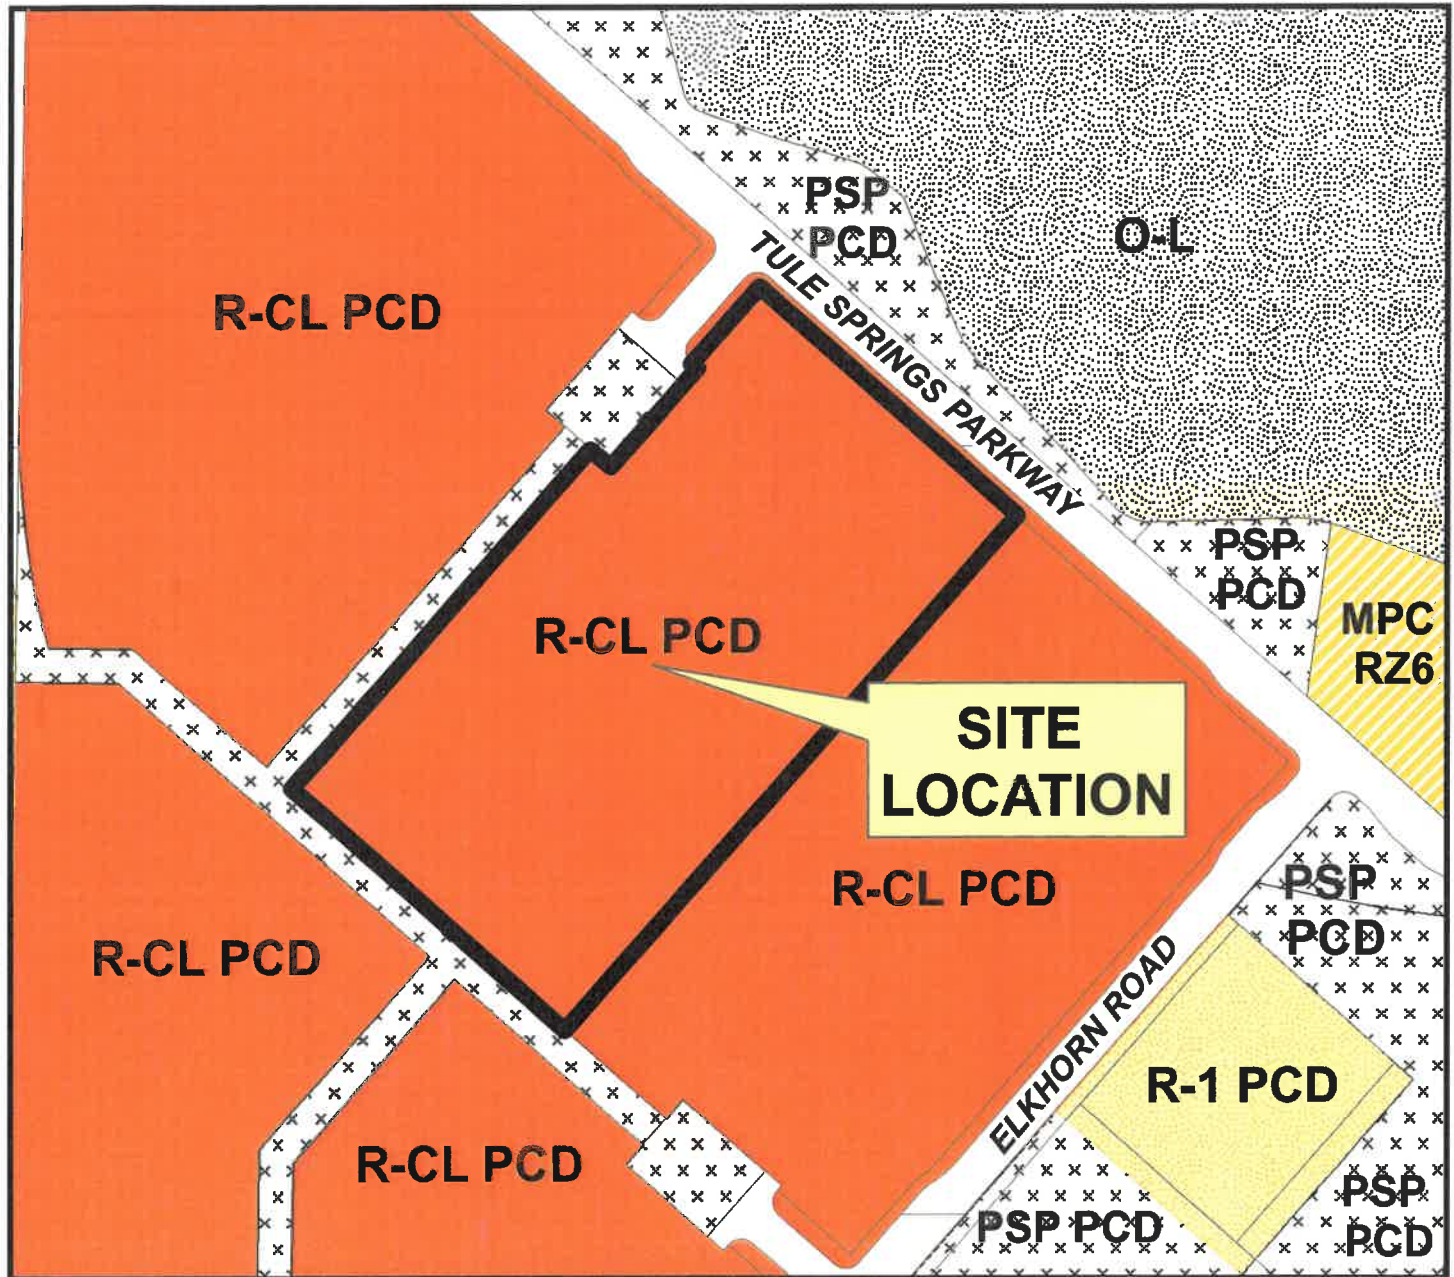 PSP
PCD
O-L
TULE SPRINGS PARKWAY
R-CL PCD
PSP
PCD
MPC
RZ6
R-CL PCD
SITE
LOCATION
R-CL PCD
PSP
PCD
R-CL PCD
ELKHORN ROAD
R-1 PCD
R-CL PCD
PSP PCD
PSP
PCD